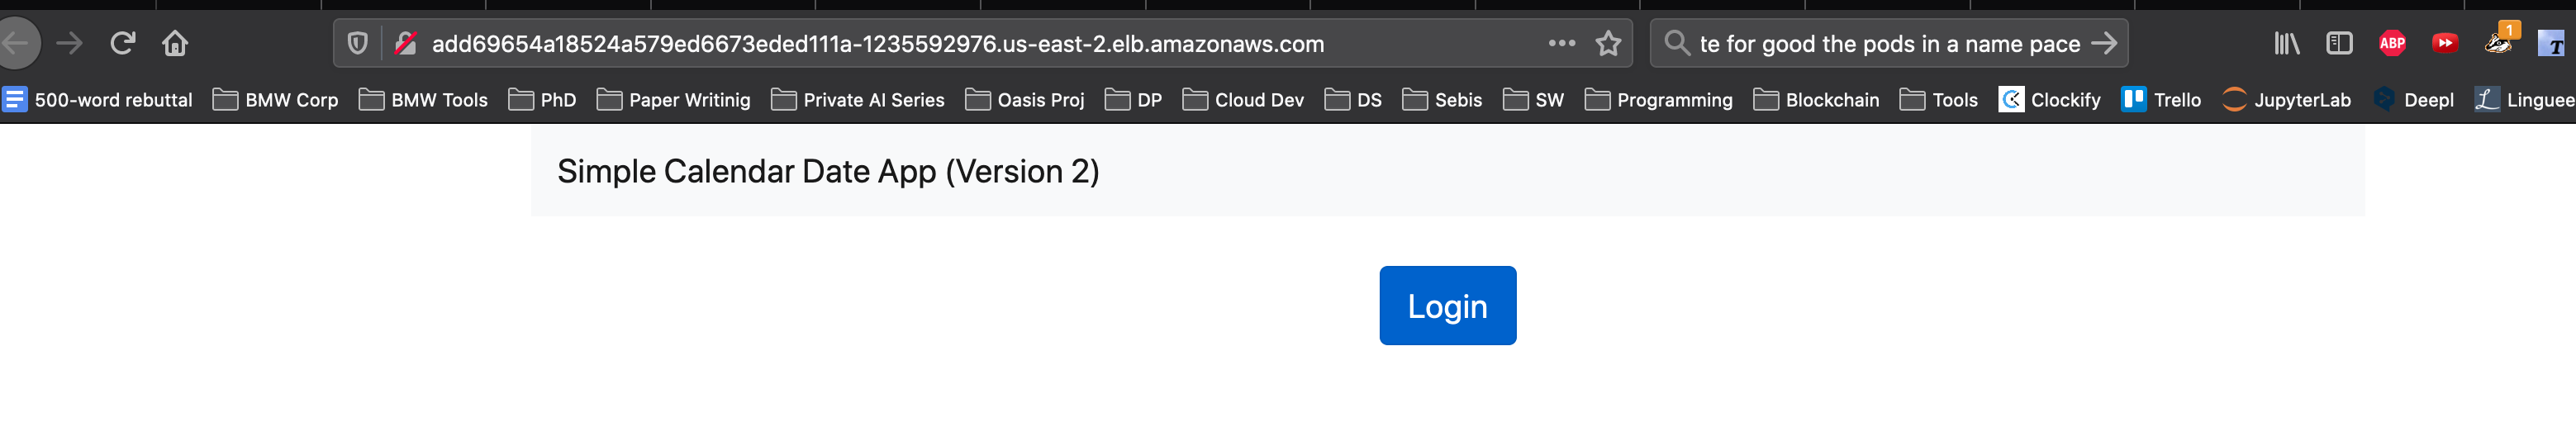 add69654a18524a579ed6673eded111a-1235592976.us-east-2.elb.amazonaws.com te for good the pods in a name pace ABP 1 T
500-word rebuttal BMW Corp BMW Tools PhD Paper Writinig Private AI Series Oasis Proj DP Cloud Dev DS Sebis SW Programming Blockchain Tools Clockify Trello JupyterLab Deepl L Linguee
Simple Calendar Date App (Version 2)
Login